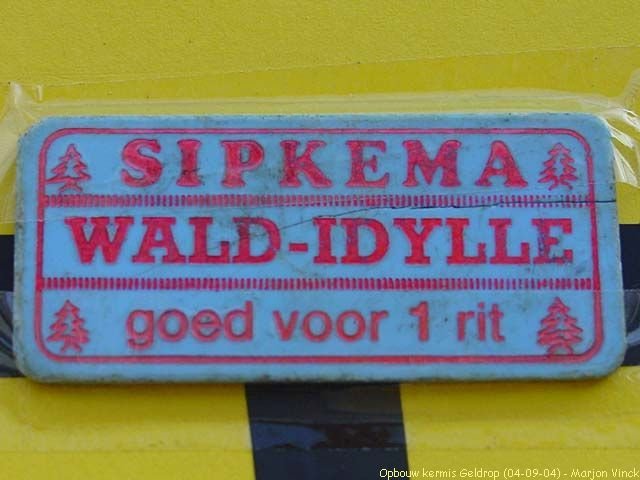 SIPKEMA
WALD-IDYLLE
goed voor 1 rit
Opbouw kermis Geldrop (04-09-04) - Marjon Vinck